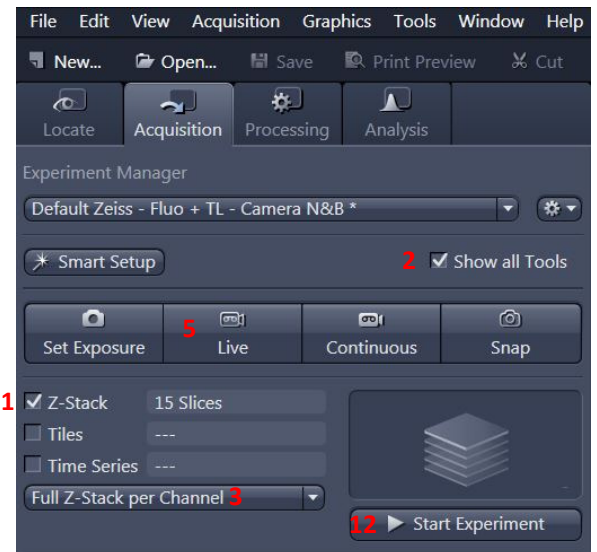 File Edit View Acquisition Graphics Tools Window Help
New... Open... Save Print Preview Cut
Locate Acquisition Processing Analysis
Experiment Manager
Default Zeiss - Fluo + TL - Camera N&B *
Smart Setup 2 Show all Tools
5
Set Exposure Live Continuous Snap
1 Z-Stack 15 Slices
Tiles ---
Time Series ---
Full Z-Stack per Channel 3
12 Start Experiment